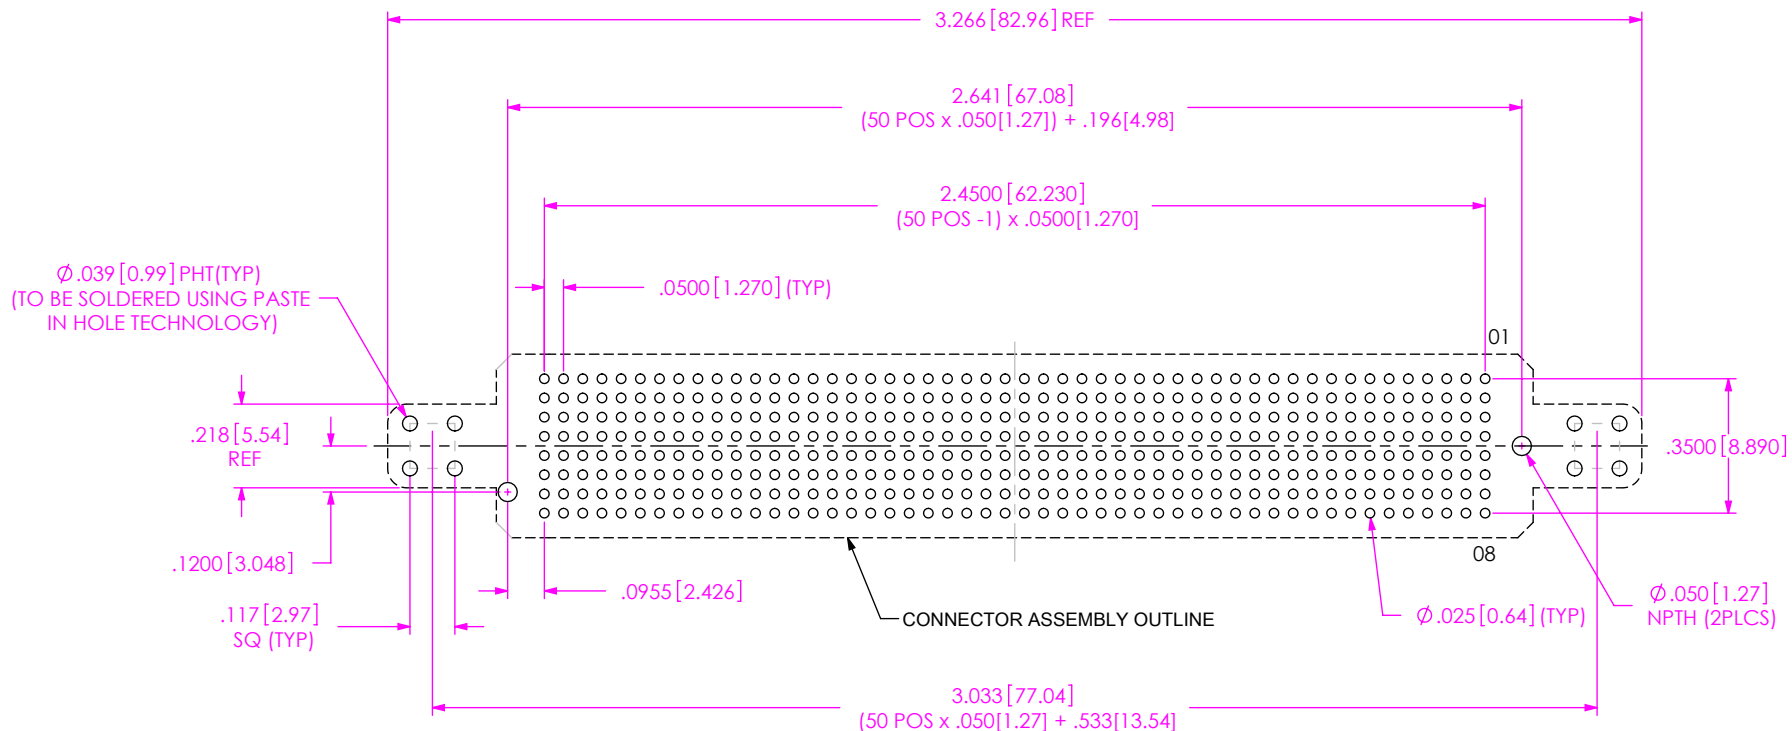 3.266 [82.96] REF
2.641 [67.08]
(50 POS x .050[1.27]) + .196[4.98]
2.4500 [62.230]
(50 POS -1) x .0500[1.270]
Ø.039 [0.99] PHT(TYP)
(TO BE SOLDERED USING PASTE
IN HOLE TECHNOLOGY)
.0500 [1.270] (TYP)
01
.218 [5.54]
REF
.3500 [8.890]
08
.1200 [3.048]
.0955 [2.426]
.117 [2.97]
SQ (TYP)
CONNECTOR ASSEMBLY OUTLINE
Ø.025 [0.64] (TYP)
Ø.050 [1.27]
NPTH (2PLCS)
3.033 [77.04]
(50 POS x .050[1.27] + .533[13.54]